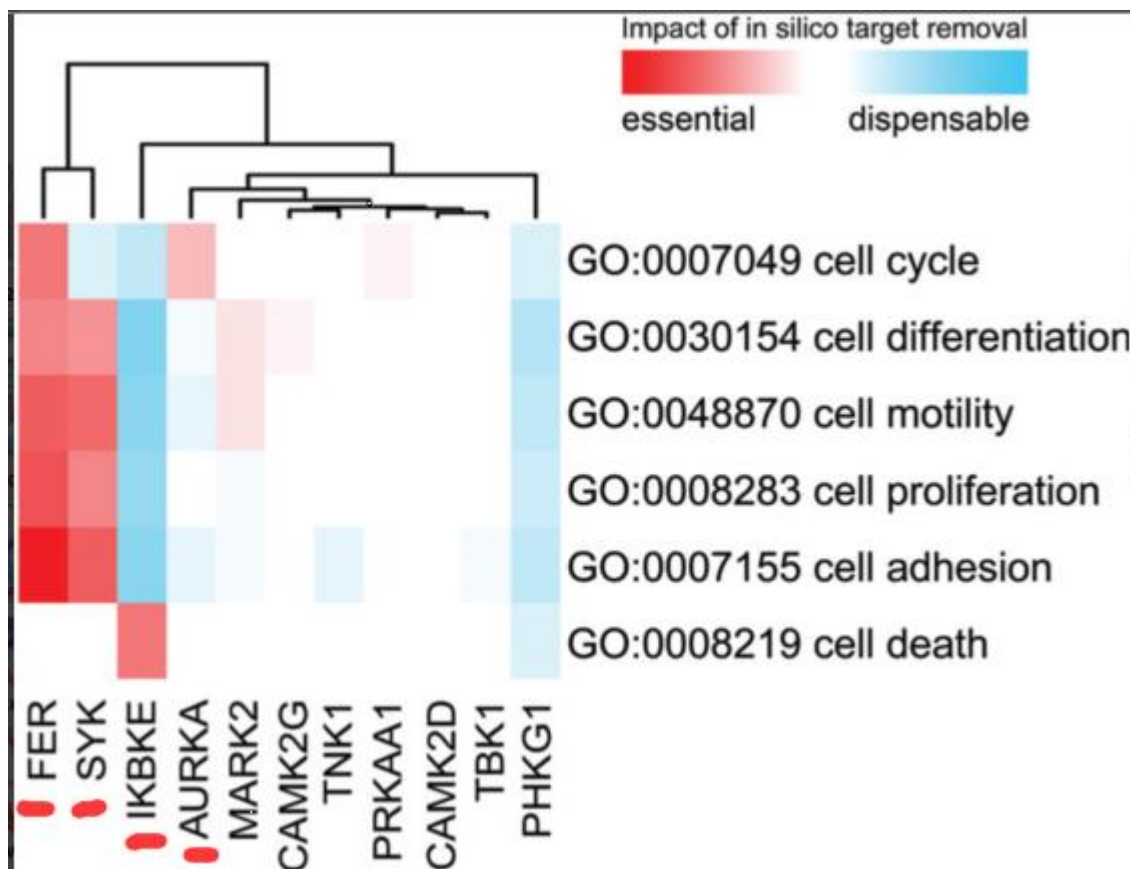 Impact of in silico target removal
essential dispensable
GO:0007049 cell cycle
GO:0030154 cell differentiation
GO:0048870 cell motility
GO:0008283 cell proliferation
GO:0007155 cell adhesion
GO:0008219 cell death
FER
SYK
IKBKE
AURKA
MARK2
CAMK2G
TNK1
PRKAA1
CAMK2D
TBK1
PHKG1